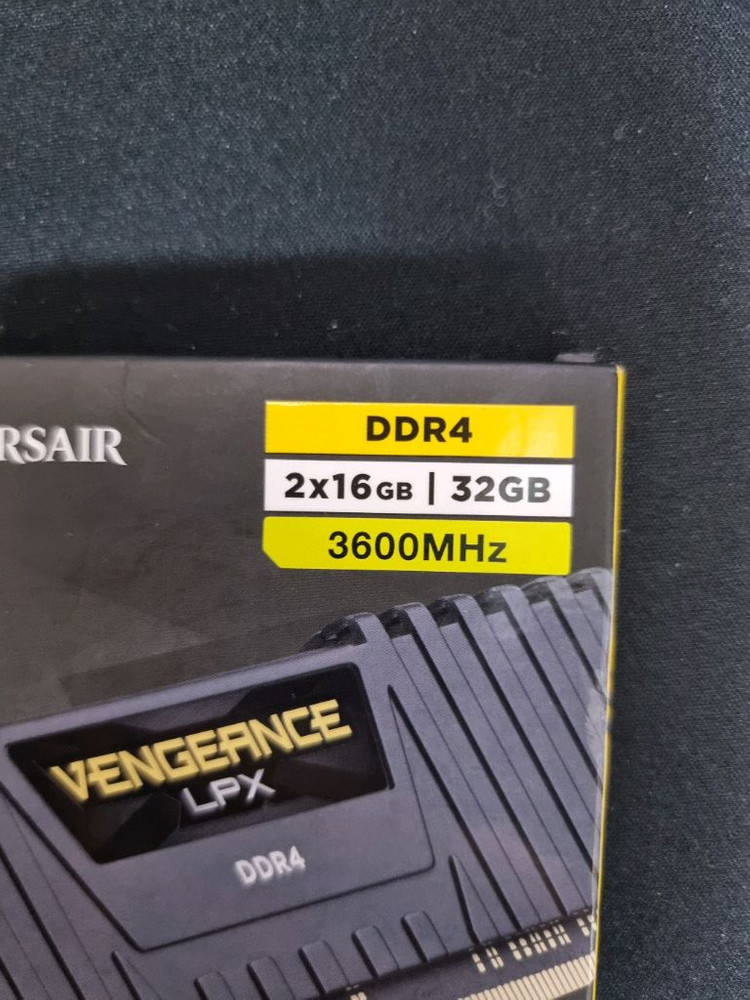 RSAIR
DDR4
2x16GB | 32GB
3600MHz
VENGEANCE
LPX
DDR4